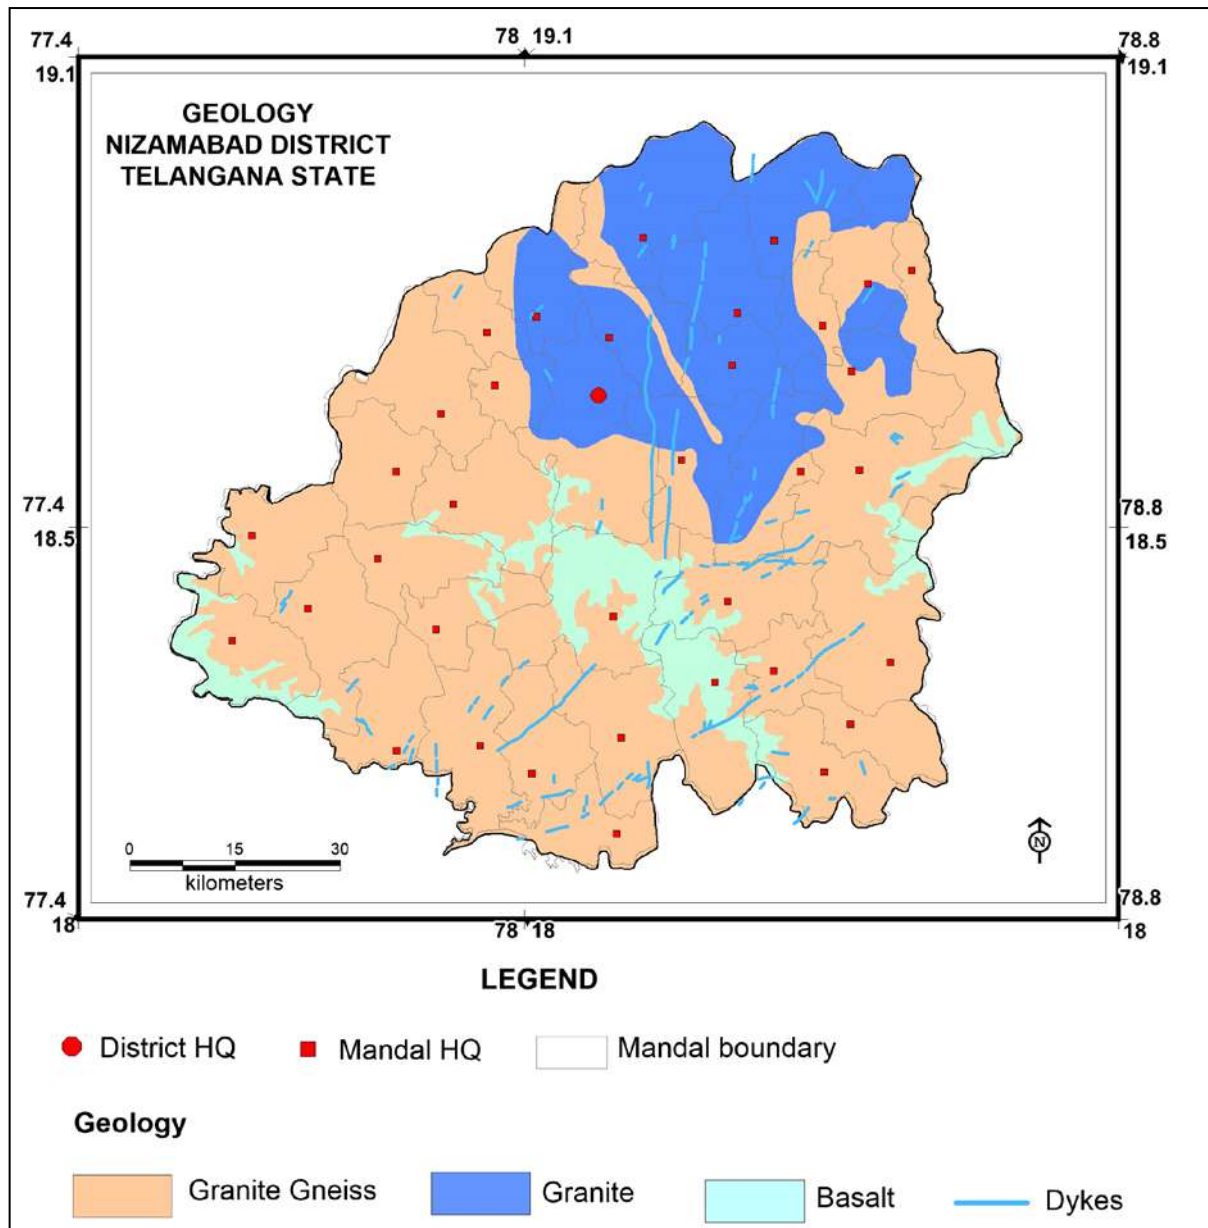 77.4
78 19.1
78.8
19.1
19.1
GEOLOGY
NIZAMABAD DISTRICT
TELANGANA STATE
77.4
18.5
78.8
18.5
N
0 15 30
kilometers
77.4
18
78 18
78.8
18
LEGEND
District HQ
Mandal HQ
Mandal boundary
Geology
Granite Gneiss
Granite
Basalt
Dykes